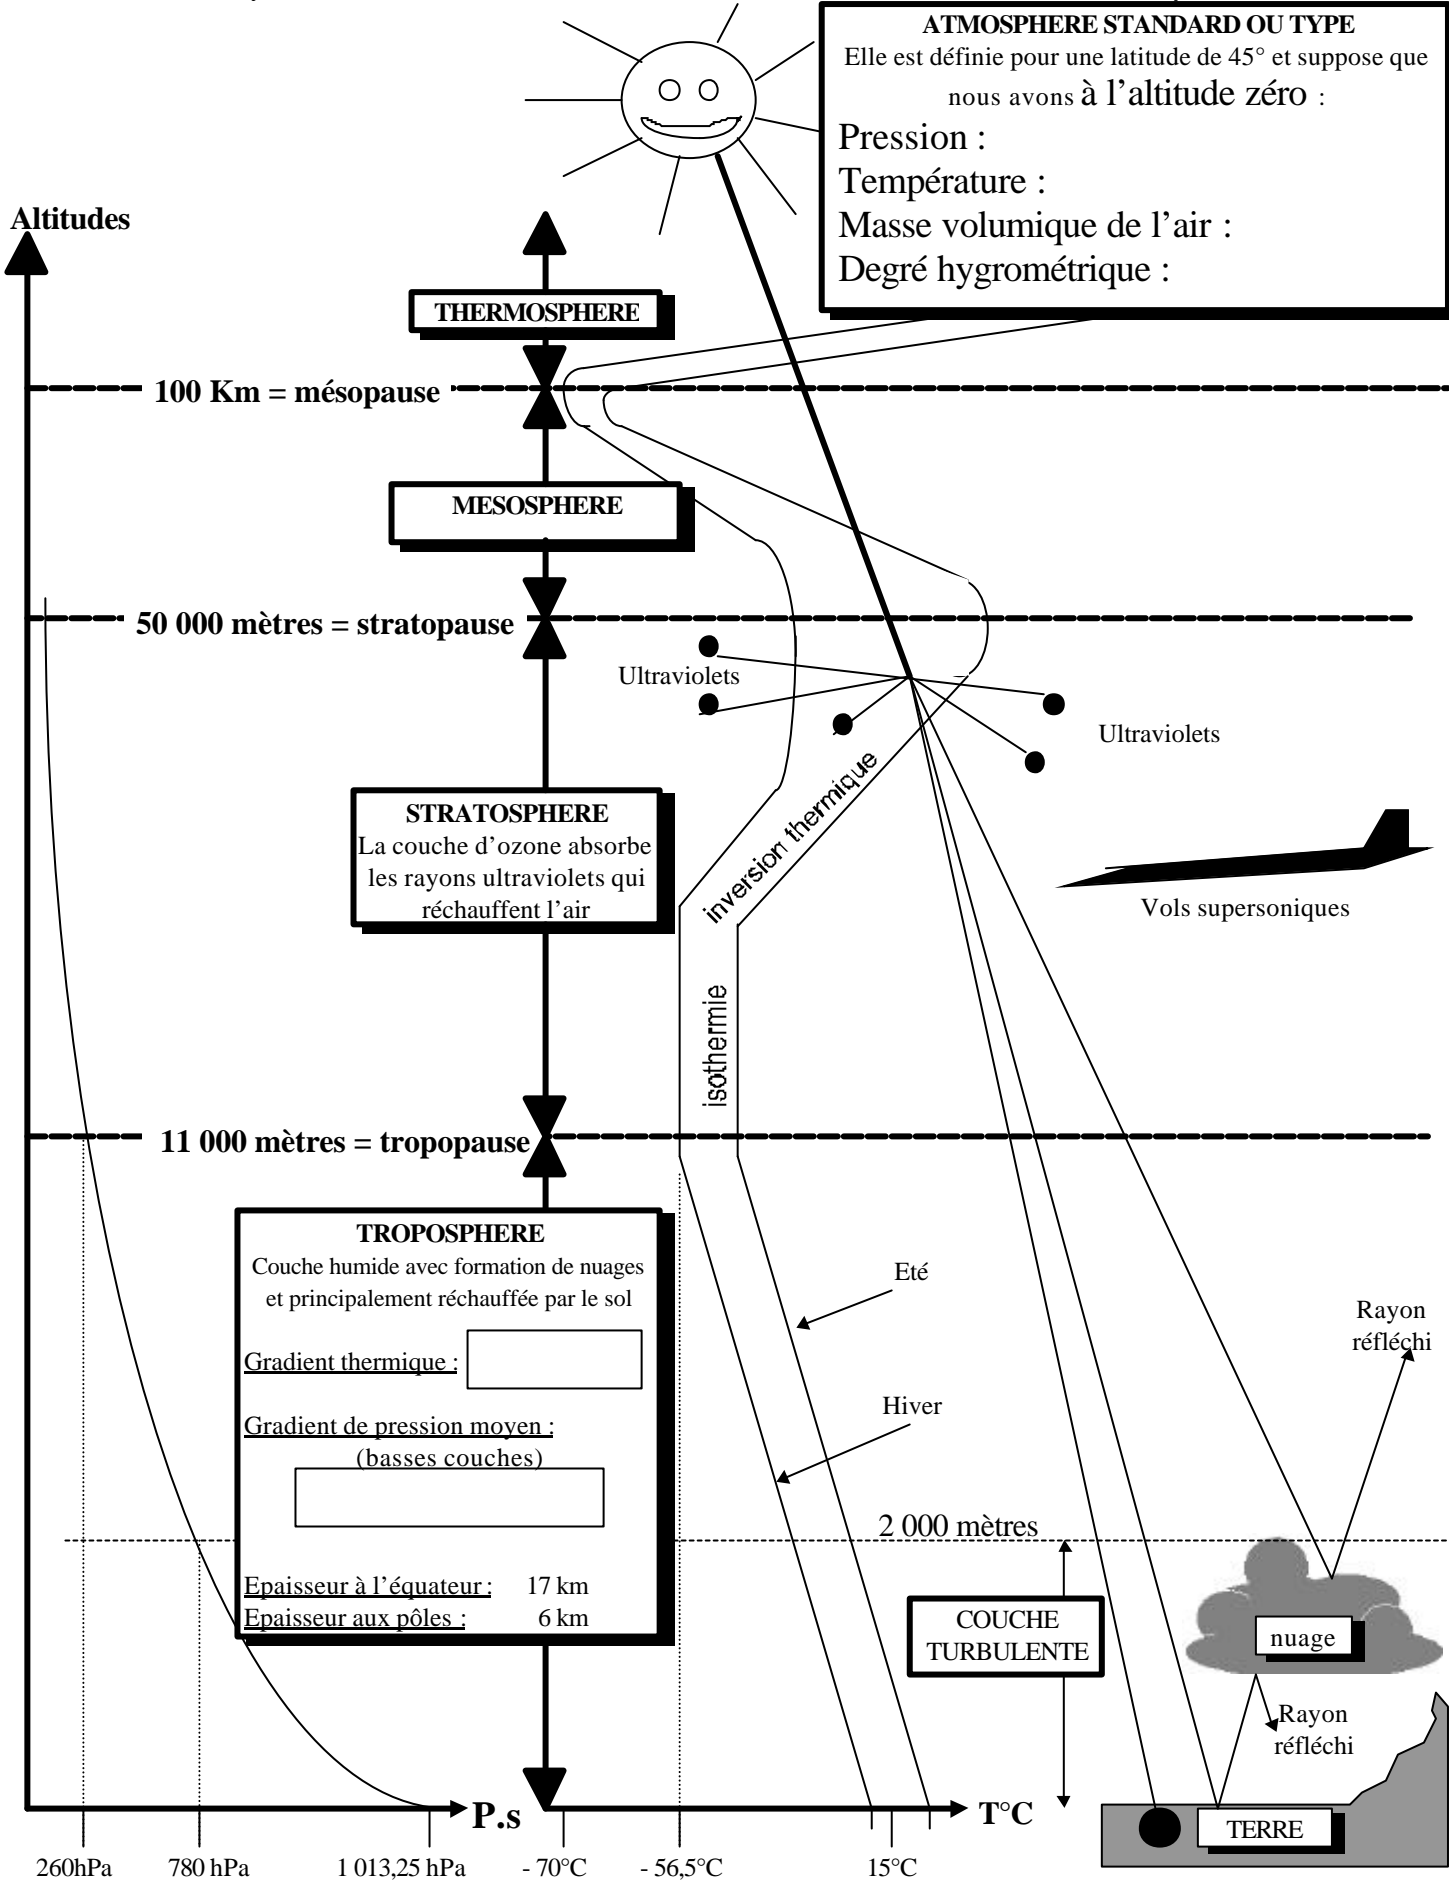 ATMOSPHERE STANDARD OU TYPE
Elle est définie pour une latitude de 45° et suppose que
nous avons à l'altitude zéro :
Pression :
Température :
Masse volumique de l'air :
Degré hygrométrique :
Altitudes
THERMOSPHERE
100 Km = mésopause
MESOSPHERE
50 000 mètres = stratopause
Ultraviolets
Ultraviolets
inversion thermique
STRATOSPHERE
La couche d'ozone absorbe
les rayons ultraviolets qui
réchauffent l'air
Vols supersoniques
isothermie
11 000 mètres = tropopause
TROPOSPHERE
Couche humide avec formation de nuages
et principalement réchauffée par le sol
Gradient thermique :
Gradient de pression moyen :
(basses couches)
Epaisseur à l'équateur : 17 km
Epaisseur aux pôles : 6 km
Eté
Hiver
Rayon
réfléchi
2 000 mètres
COUCHE
TURBULENTE
nuage
Rayon
réfléchi
TERRE
P.s
T°C
260hPa
780 hPa
1 013,25 hPa
- 70°C
- 56,5°C
15°C